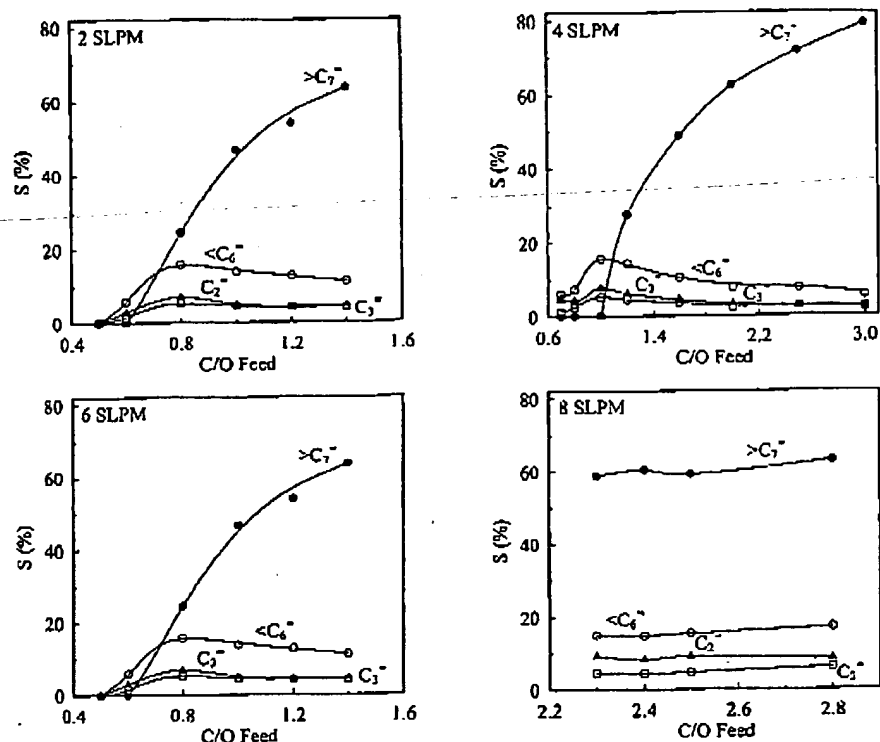 2 SLPM
80
60
40
20
0
S (%)
>C₇⁼
<C₆⁼
C₂⁼
C₃⁼
0.4 0.8 1.2 1.6
C/O Feed
4 SLPM
80
60
40
20
0
S (%)
>C₇⁼
<C₆⁼
C₃⁼
C₃
0.6 1.4 2.2 3.0
C/O Feed
6 SLPM
80
60
40
20
0
S (%)
>C₇⁼
<C₆⁼
C₃⁼
C₃⁼
0.4 0.8 1.2 1.6
C/O Feed
8 SLPM
80
60
40
20
0
S (%)
>C₇⁼
<C₆⁼
C₂⁼
2.2 2.4 2.6 2.8
C/O Feed